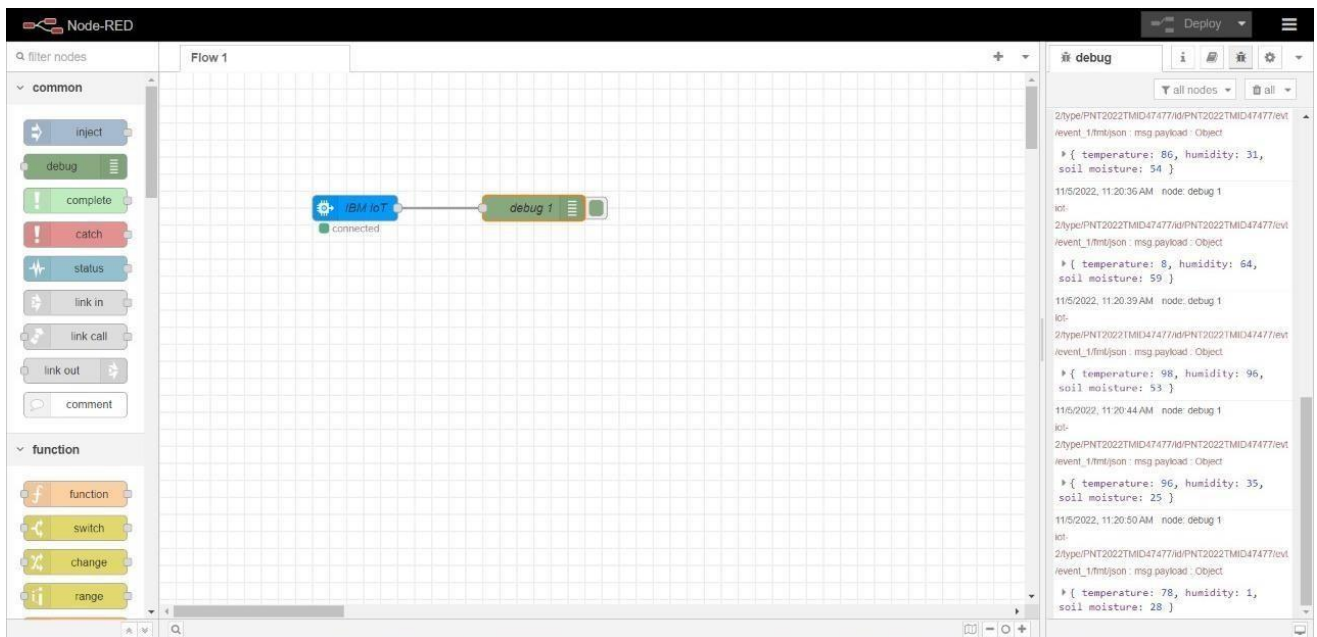 Node-RED
Deploy
filter nodes
Flow 1
debug
i
common
all nodes
all
inject
debug
complete
catch
status
link in
link call
link out
comment
function
f
function
switch
change
range
IBM IoT
connected
debug 1
2/type/PNT2022TMID47477/id/PNT2022TMID47477/evt
/event_1/fmt/json : msg.payload : Object
{ temperature: 86, humidity: 31,
soil moisture: 54 }
11/5/2022, 11:20:36 AM node: debug 1
iot-
2/type/PNT2022TMID47477/id/PNT2022TMID47477/evt
/event_1/fmt/json : msg.payload : Object
{ temperature: 8, humidity: 64,
soil moisture: 59 }
11/5/2022, 11:20:39 AM node: debug 1
iot-
2/type/PNT2022TMID47477/id/PNT2022TMID47477/evt
/event_1/fmt/json : msg.payload : Object
{ temperature: 98, humidity: 96,
soil moisture: 53 }
11/5/2022, 11:20:44 AM node: debug 1
iot-
2/type/PNT2022TMID47477/id/PNT2022TMID47477/evt
/event_1/fmt/json : msg.payload : Object
{ temperature: 96, humidity: 35,
soil moisture: 25 }
11/5/2022, 11:20:50 AM node: debug 1
iot-
2/type/PNT2022TMID47477/id/PNT2022TMID47477/evt
/event_1/fmt/json : msg.payload : Object
{ temperature: 78, humidity: 1,
soil moisture: 28 }